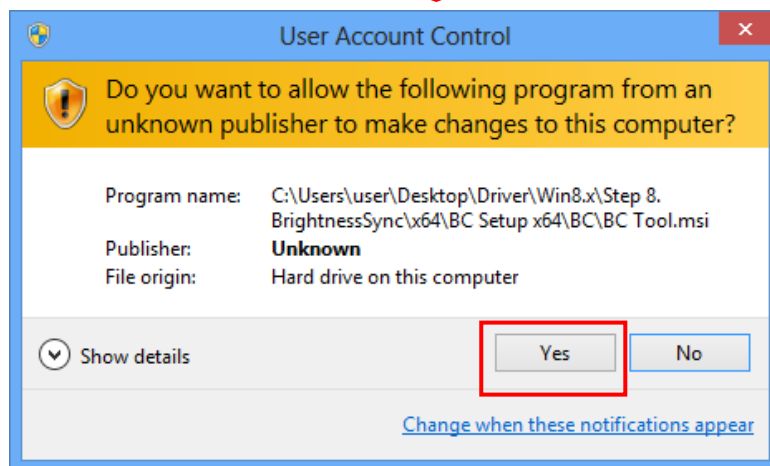 User Account Control
Do you want to allow the following program from an
unknown publisher to make changes to this computer?
Program name: C:\Users\user\Desktop\Driver\Win8.x\Step 8.
BrightnessSync\x64\BC Setup x64\BC\BC Tool.msi
Publisher: Unknown
File origin: Hard drive on this computer
Show details Yes No
Change when these notifications appear